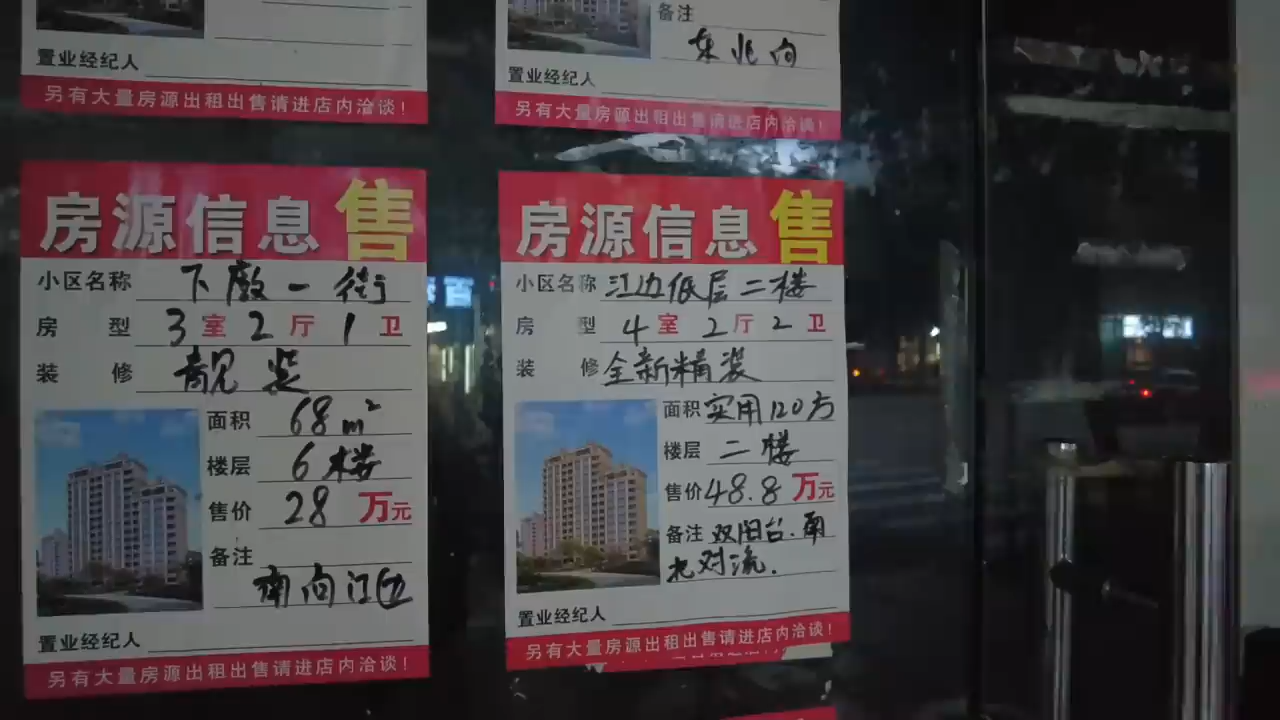 置业经纪人
另有大量房源出租出售请进店内洽谈！
备注
东北向
置业经纪人
另有大量房源出租出售请进店内洽谈！
房源信息 售
小区名称 下廒一街
房型 3室2厅1卫
装修 靓装
面积 68m²
楼层 6楼
售价 28万元
备注
南向江边
置业经纪人
另有大量房源出租出售请进店内洽谈！
房源信息 售
小区名称 江边低层二楼
房型 4室2厅2卫
装修 全新精装
面积 实用120方
楼层 二楼
售价 48.8万元
备注 双阳台.南
北对流.
置业经纪人
另有大量房源出租出售请进店内洽谈！